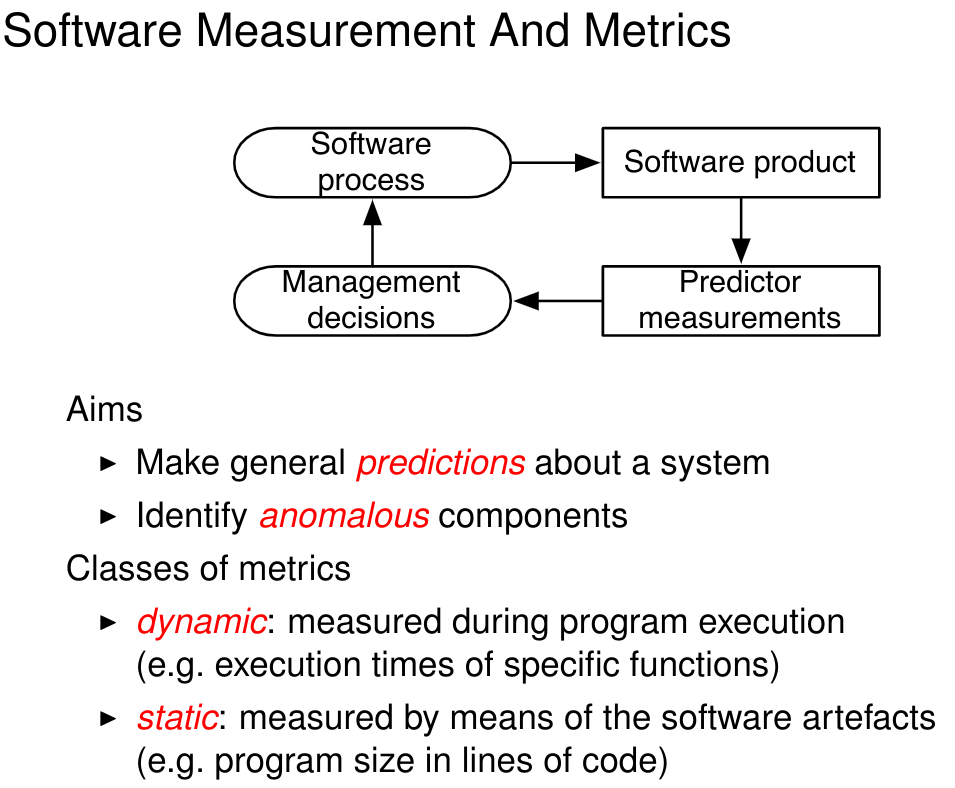 Software Measurement And Metrics
Software
process
Software product
Management
decisions
Predictor
measurements
Aims
► Make general predictions about a system
► Identify anomalous components
Classes of metrics
► dynamic: measured during program execution
(e.g. execution times of specific functions)
► static: measured by means of the software artefacts
(e.g. program size in lines of code)